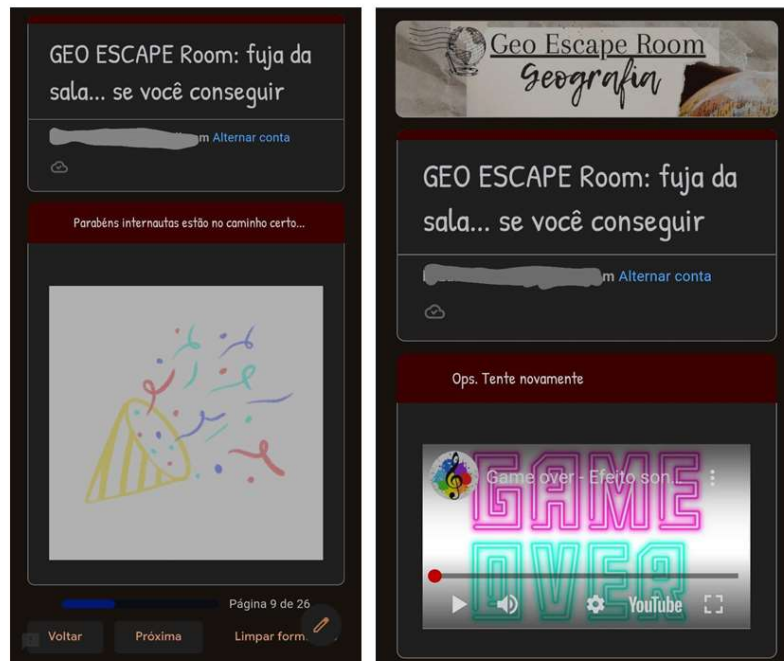 GEO ESCAPE Room: fuja da
sala... se você conseguir
m Alternar conta
Parabéns internautas estão no caminho certo...
Página 9 de 26
Voltar
Próxima
Limpar form
Geo Escape Room
Geografia
GEO ESCAPE Room: fuja da
sala... se você conseguir
m Alternar conta
Ops. Tente novamente
Game over - Efeito son...
GAME
OVER
YouTube